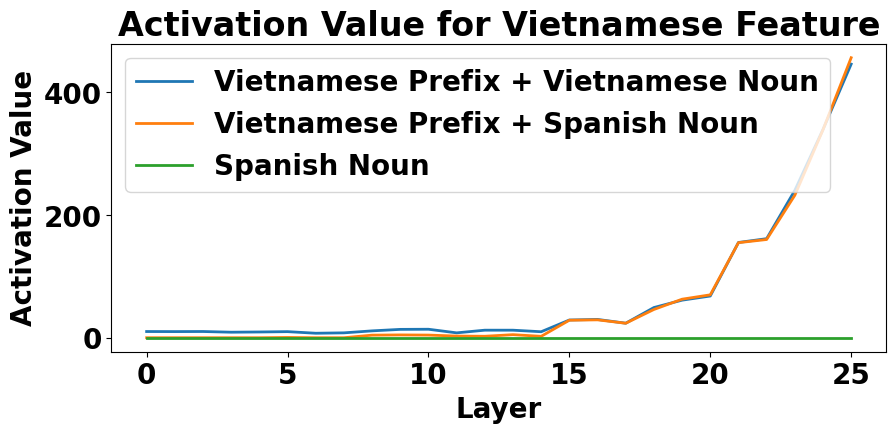 Activation Value for Vietnamese Feature
Activation Value
400
200
0
Vietnamese Prefix + Vietnamese Noun
Vietnamese Prefix + Spanish Noun
Spanish Noun
0 5 10 15 20 25
Layer